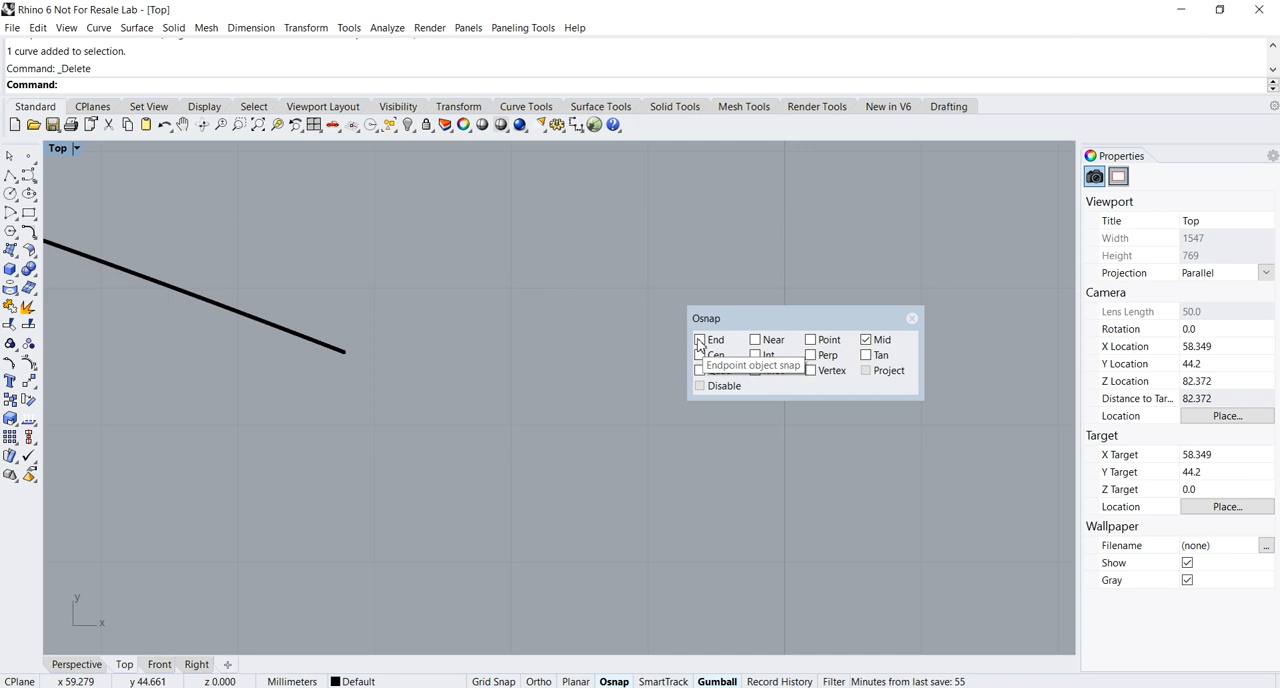 Rhino 6 Not For Resale Lab - [Top]
File Edit View Curve Surface Solid Mesh Dimension Transform Tools Analyze Render Panels Paneling Tools Help
1 curve added to selection.
Command: _Delete
Command:
Standard CPlanes Set View Display Select Viewport Layout Visibility Transform Curve Tools Surface Tools Solid Tools Mesh Tools Render Tools New in V6 Drafting
Top
Properties
Viewport
Title Top
Width 1547
Height 769
Projection Parallel
Camera
Lens Length 50.0
Rotation 0.0
X Location 58.349
Y Location 44.2
Z Location 82.372
Distance to Tar... 82.372
Location Place...
Target
X Target 58.349
Y Target 44.2
Z Target 0.0
Location Place...
Wallpaper
Filename (none) ...
Show
Gray
Osnap
End Near Point Mid
Cen Int Perp Tan
Endpoint object snap
Vertex Project
Disable
y
x
Perspective Top Front Right
CPlane x 59.279 y 44.661 z 0.000 Millimeters Default Grid Snap Ortho Planar Osnap SmartTrack Gumball Record History Filter Minutes from last save: 55